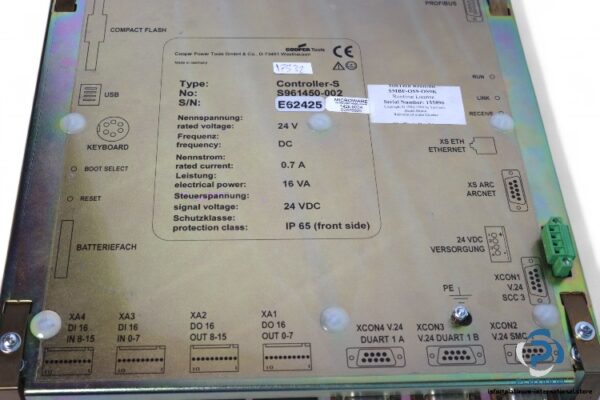 PROFIBUS
COMPACT FLASH
COOPER Tools
Cooper Power Tools GmbH & Co., D-73463 Westhausen
Made in Germany
17532
CE
Type: Controller-S
No: S961450-002
S/N: E62425
MICROWARE
Serial Number:
USB
RUN
LINK
RECEIVE
KEYBOARD
BOOT SELECT
RESET
Nennspannung:
rated voltage: 24 V
Frequenz:
frequency: DC
Nennstrom:
rated current: 0.7 A
Leistung:
electrical power: 16 VA
Steuerspannung:
signal voltage: 24 VDC
Schutzklasse:
protection class: IP 65 (front side)
XS ETH
ETHERNET
XS ARC
ARCNET
BATTERIEFACH
24 VDC
VERSORGUNG
XCON1
V.24
SCC 3
PE
XA4
DI 16
IN 8-15
XA3
DI 16
IN 0-7
XA2
DO 16
OUT 8-15
XA1
DO 16
OUT 0-7
XCON4 V.24
DUART 1 A
XCON3
V.24 DUART 1 B
XCON2
V.24 SMC